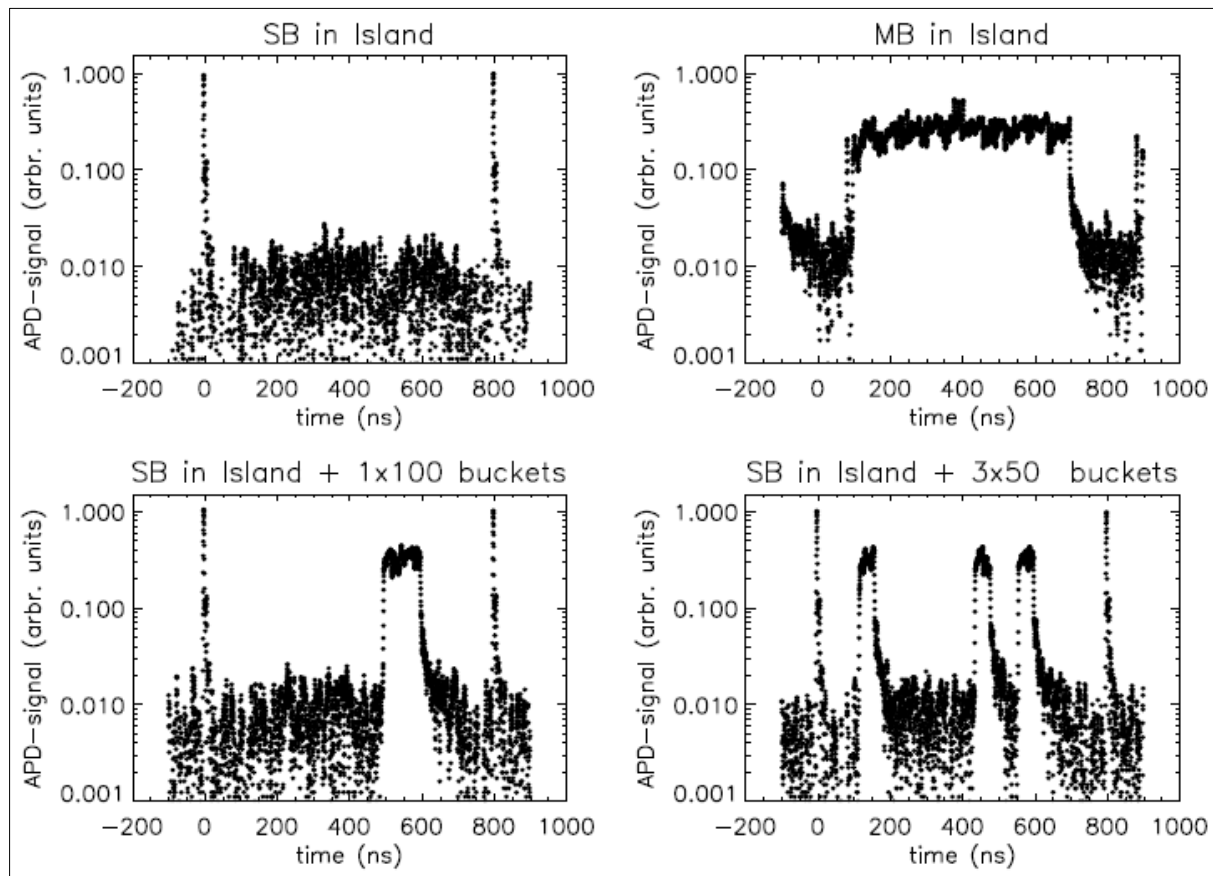 SB in Island
APD-signal (arbr. units)
1.000
0.100
0.010
0.001
-200 0 200 400 600 800 1000
time (ns)
MB in Island
APD-signal (arbr. units)
1.000
0.100
0.010
0.001
-200 0 200 400 600 800 1000
time (ns)
SB in Island + 1x100 buckets
APD-signal (arbr. units)
1.000
0.100
0.010
0.001
-200 0 200 400 600 800 1000
time (ns)
SB in Island + 3x50 buckets
APD-signal (arbr. units)
1.000
0.100
0.010
0.001
-200 0 200 400 600 800 1000
time (ns)